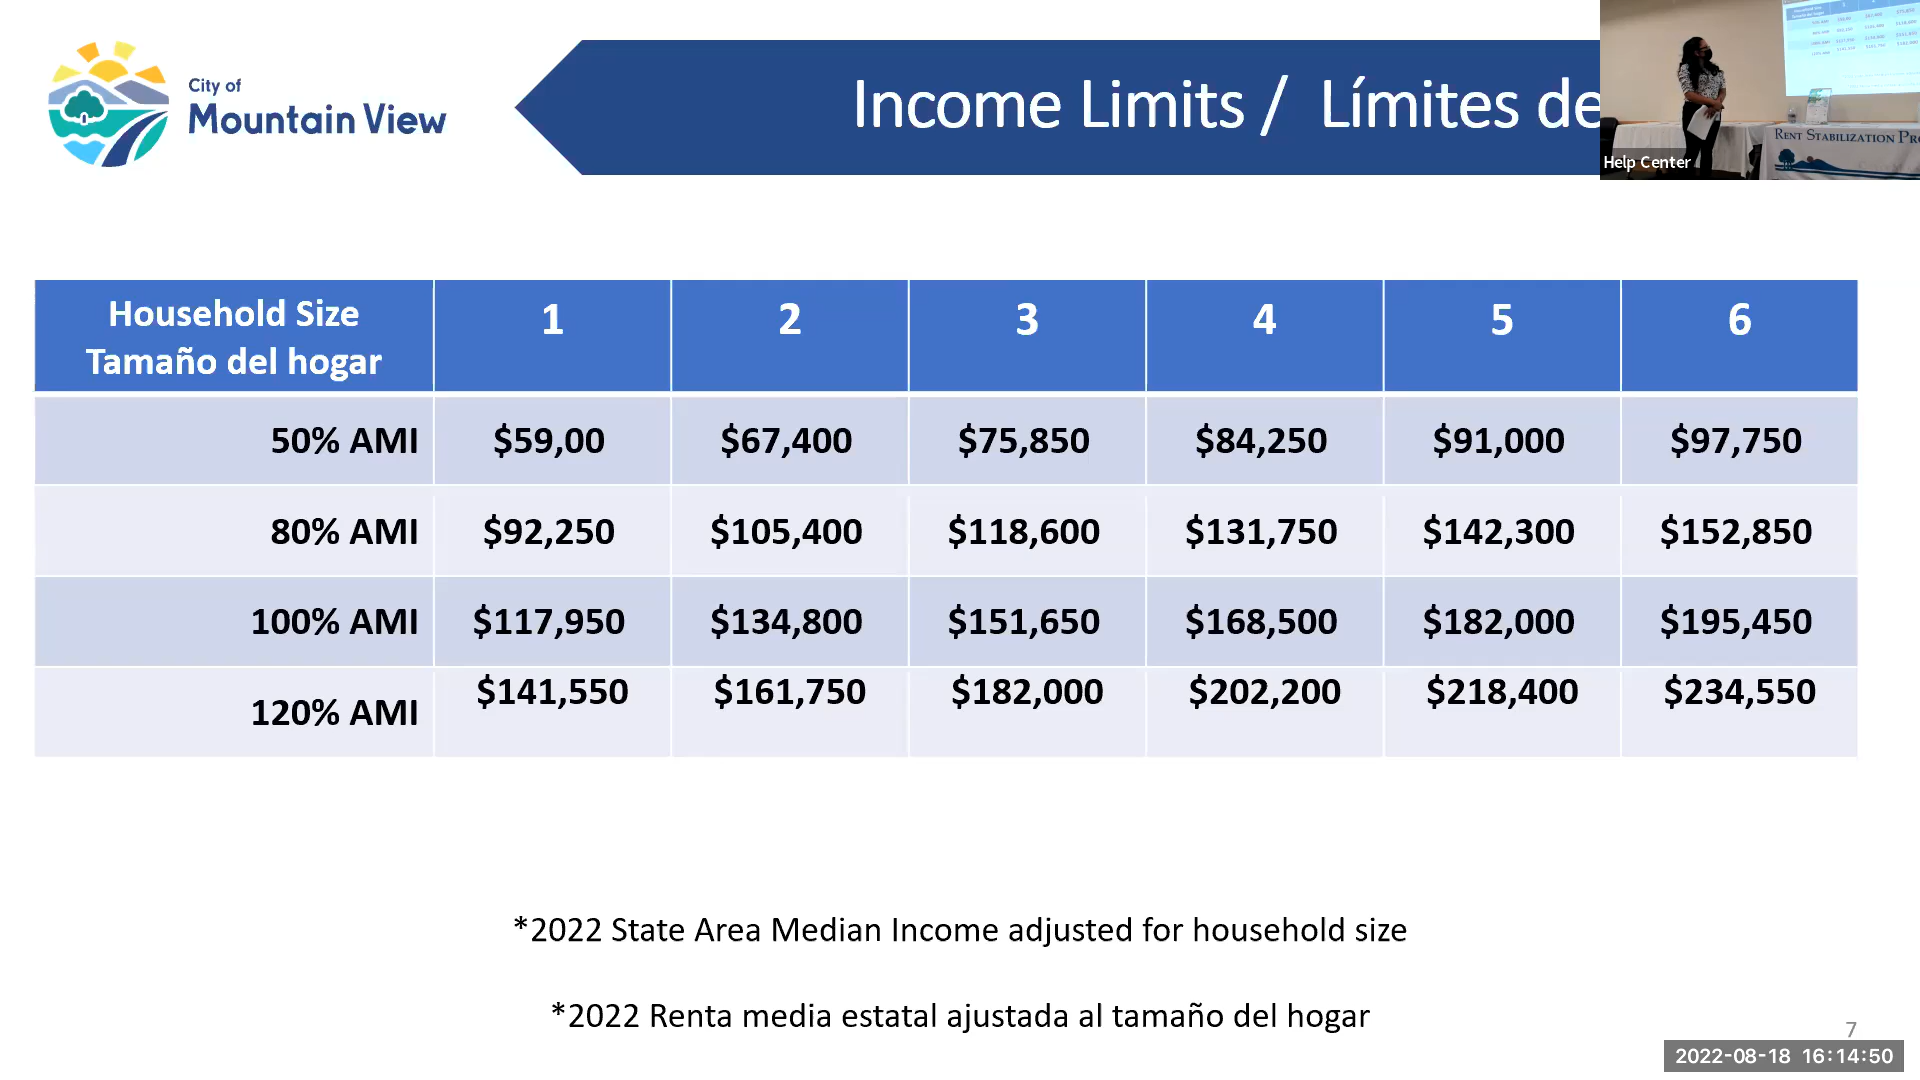 City of
Mountain View
Income Limits / Límites de
Help Center
RENT STABILIZATION PR
Household Size
Tamaño del hogar
1 2 3 4 5 6
50% AMI $59,00 $67,400 $75,850 $84,250 $91,000 $97,750
80% AMI $92,250 $105,400 $118,600 $131,750 $142,300 $152,850
100% AMI $117,950 $134,800 $151,650 $168,500 $182,000 $195,450
120% AMI $141,550 $161,750 $182,000 $202,200 $218,400 $234,550
*2022 State Area Median Income adjusted for household size
*2022 Renta media estatal ajustada al tamaño del hogar
7
2022-08-18 16:14:50